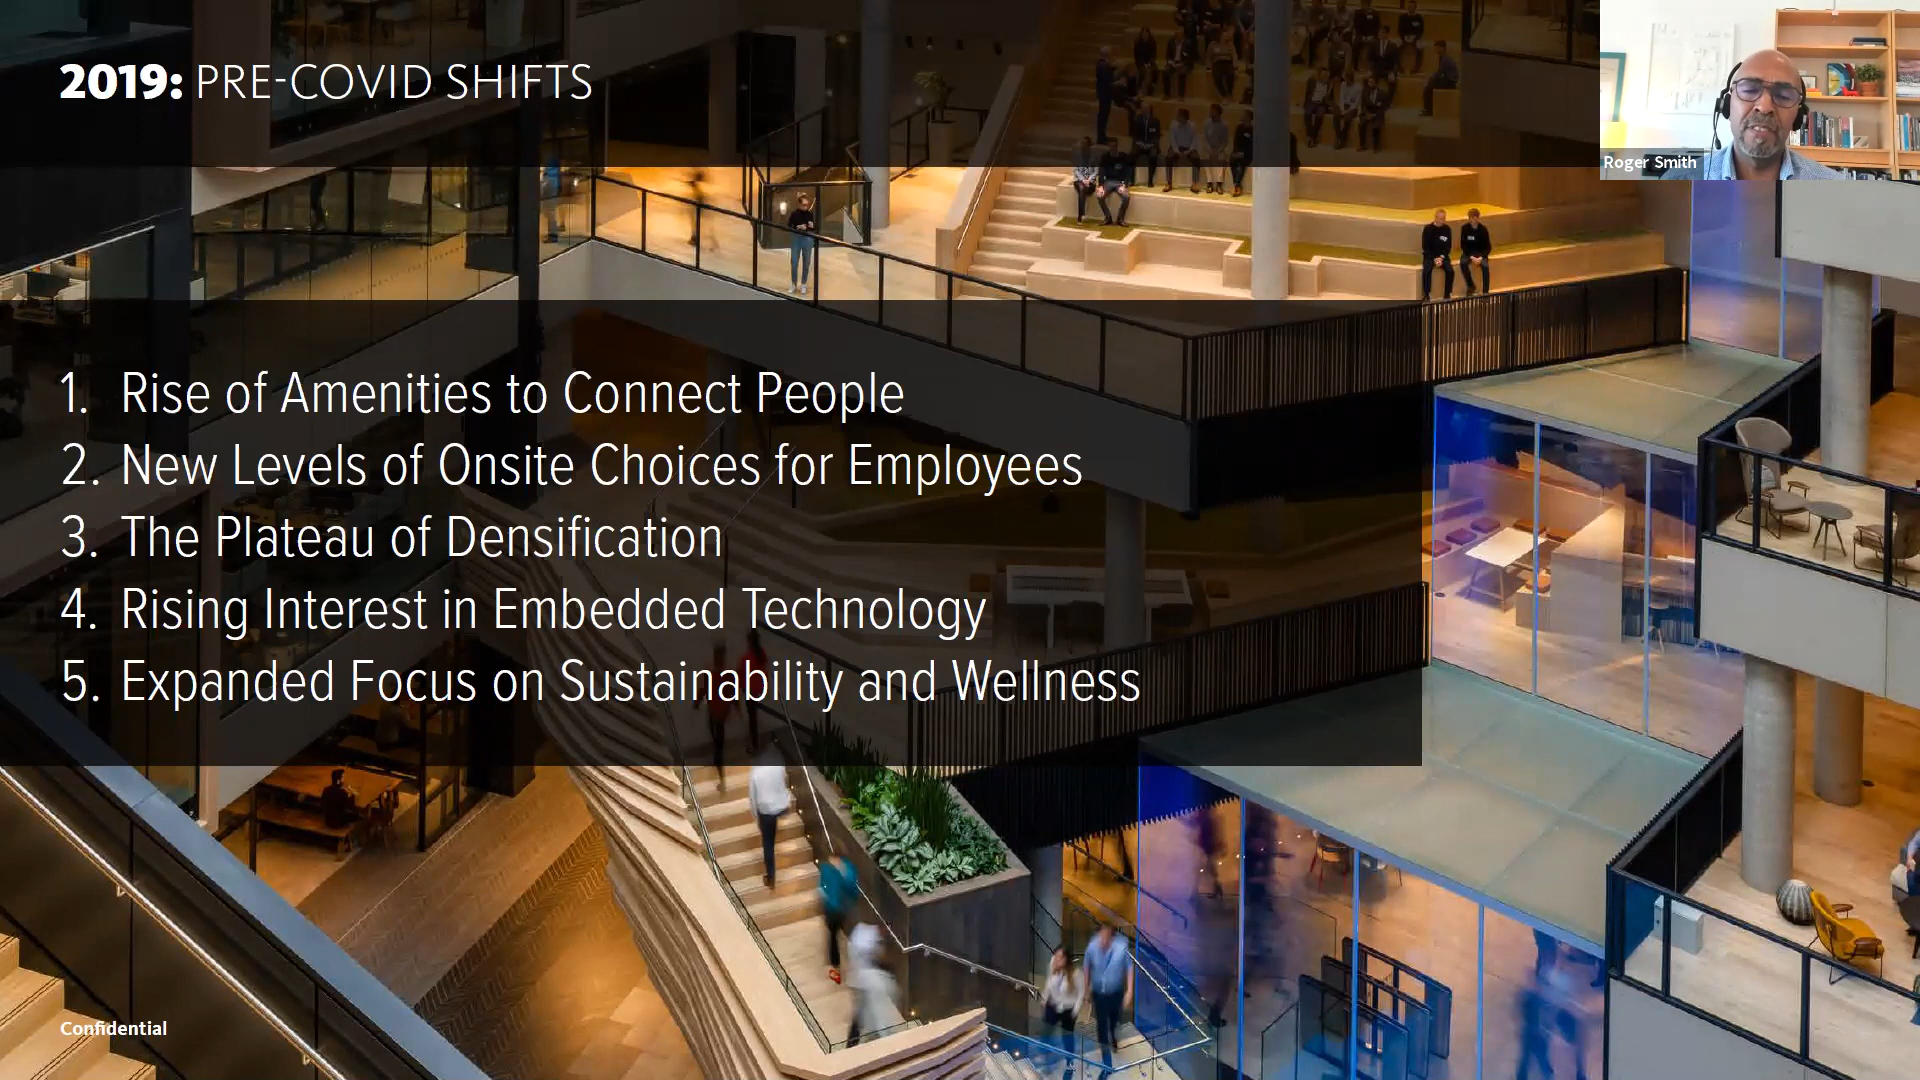 2019: PRE-COVID SHIFTS
Roger Smith
1. Rise of Amenities to Connect People
2. New Levels of Onsite Choices for Employees
3. The Plateau of Densification
4. Rising Interest in Embedded Technology
5. Expanded Focus on Sustainability and Wellness
Confidential